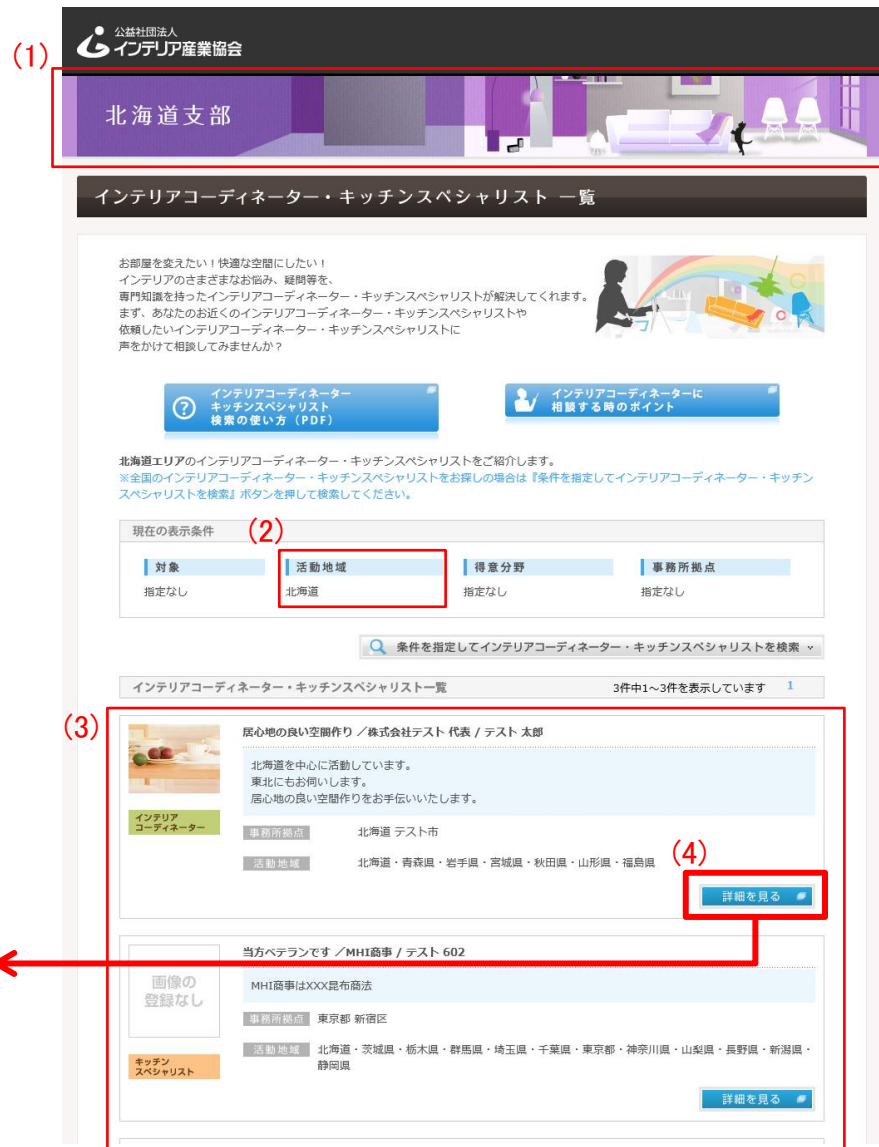 公益社団法人
インテリア産業協会
(1)
北海道支部
インテリアコーディネーター・キッチンスペシャリスト 一覧
お部屋を変えたい！快適な空間にしたい！
インテリアのさまざまなお悩み、疑問等を、
専門知識を持ったインテリアコーディネーター・キッチンスペシャリストが解決してくれます。
まず、あなたのお近くのインテリアコーディネーター・キッチンスペシャリストや
依頼したいインテリアコーディネーター・キッチンスペシャリストに
声をかけて相談してみませんか？
インテリアコーディネーター
キッチンスペシャリスト
検索の使い方（PDF）
インテリアコーディネーターに
相談する時のポイント
北海道エリアのインテリアコーディネーター・キッチンスペシャリストをご紹介します。
※全国のインテリアコーディネーター・キッチンスペシャリストをお探しの場合は『条件を指定してインテリアコーディネーター・キッチン
スペシャリストを検索』ボタンを押して検索してください。
現在の表示条件
(2)
対象 活動地域 得意分野 事務所拠点
指定なし 北海道 指定なし 指定なし
条件を指定してインテリアコーディネーター・キッチンスペシャリストを検索
インテリアコーディネーター・キッチンスペシャリスト一覧 3件中1～3件を表示しています 1
(3)
居心地の良い空間作り ／株式会社テスト 代表 / テスト 太郎
北海道を中心に活動しています。
東北にもお伺いします。
居心地の良い空間作りをお手伝いいたします。
インテリア
コーディネーター
事務所拠点 北海道 テスト市
活動地域 北海道・青森県・岩手県・宮城県・秋田県・山形県・福島県
(4)
詳細を見る
当方ベテランです ／MHI商事 / テスト 602
画像の
登録なし
MHI商事はXXX昆布商法
事務所拠点 東京都 新宿区
活動地域 北海道・茨城県・栃木県・群馬県・埼玉県・千葉県・東京都・神奈川県・山梨県・長野県・新潟県・
静岡県
キッチン
スペシャリスト
詳細を見る